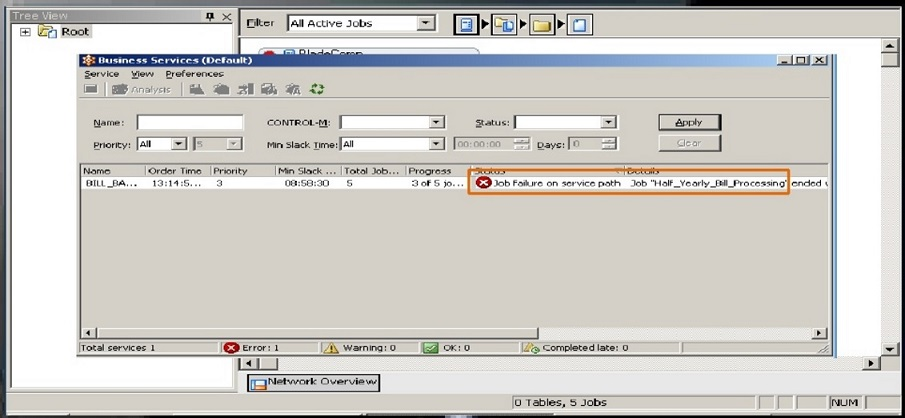 Tree View
Root
Filter All Active Jobs
BladeComp
Business Services (Default)
Service View Preferences
Analysis
Name: CONTROL-M: Status: Apply
Priority: All 5 Min Slack Time: All 00:00:00 Days: 0 Clear
Name Order Time Priority Min Slack ... Total Job... Progress Status Details
BILL_BA... 13:14:5... 3 08:58:30 5 3 of 5 jo... Job failure on service path Job "Half_Yearly_Bill_Processing" ended
Total services 1 Error: 1 Warning: 0 OK: 0 Completed late: 0
Network Overview
0 Tables, 5 Jobs NUM